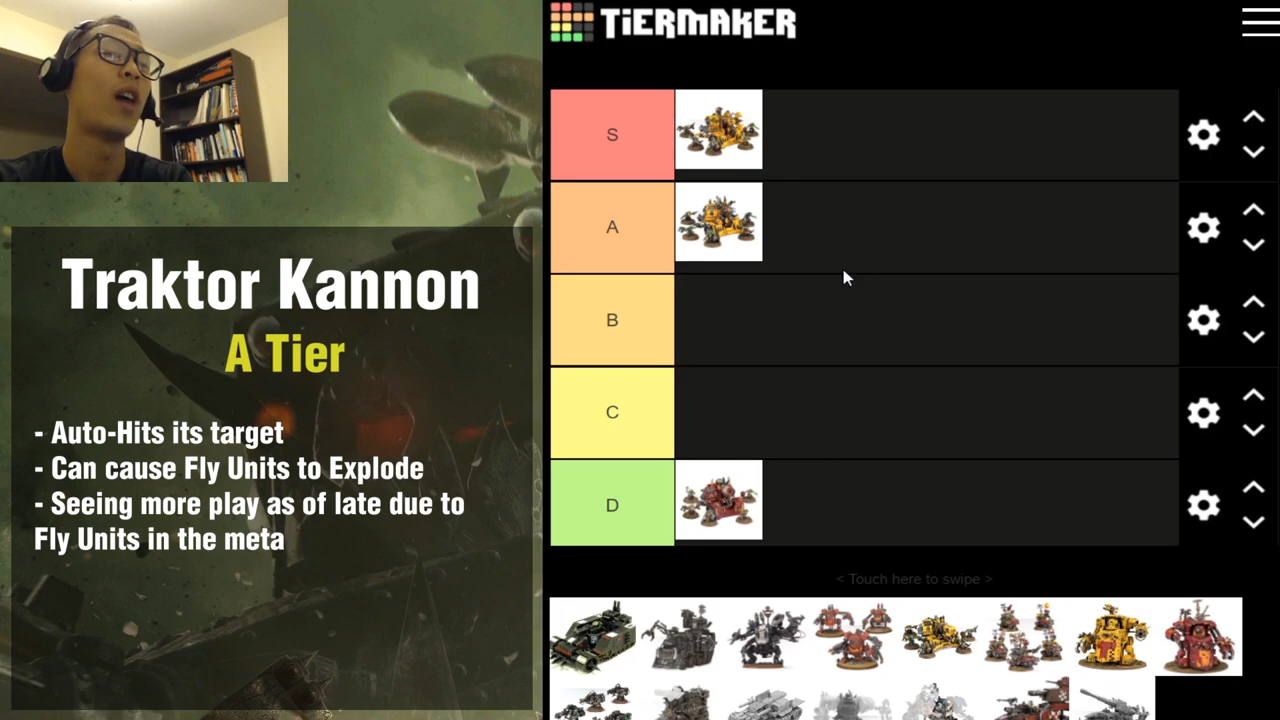 TiERMAKER
S
A
B
C
D
Traktor Kannon
A Tier
- Auto-Hits its target
- Can cause Fly Units to Explode
- Seeing more play as of late due to
Fly Units in the meta
< Touch here to swipe >